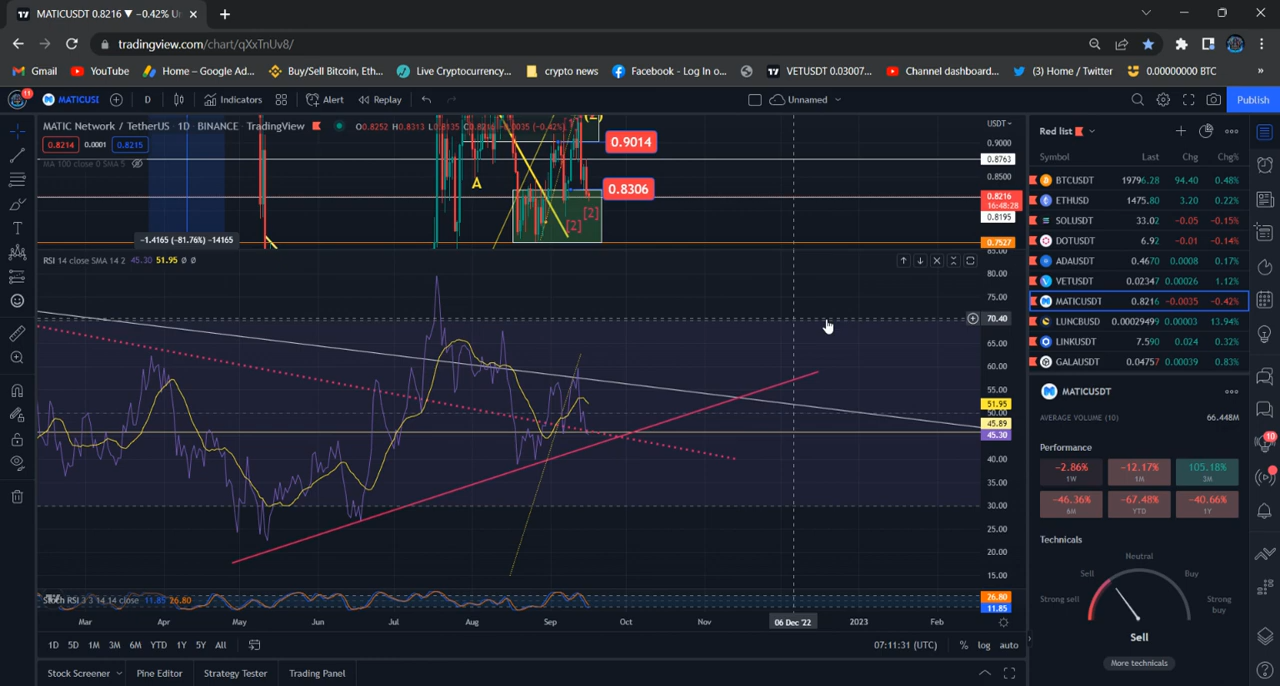 MATICUSDT 0.8216 ▼ −0.42% Un
tradingview.com/chart/qXxTnUv8/
Gmail YouTube Home – Google Ad... Buy/Sell Bitcoin, Eth... Live Cryptocurrency... crypto news Facebook - Log In o... VETUSDT 0.03007... Channel dashboard... (3) Home / Twitter 0.00000000 BTC »
11 MATICUSI D Indicators Alert Replay Unnamed Publish
MATIC Network / TetherUS 1D BINANCE TradingView O0.8252 H0.8313 L0.8135
0.8214 0.0001 0.8215
MA 100 close 0 SMA 5
(2)
0.9014
A
0.8306
[2]
[2]
−1.4165 (−81.76%) −14165
USDT
0.9000
0.8763
0.8500
0.8216
16:48:28
0.8195
0.7527
RSI 14 close SMA 14 2 45.30 51.95 ø ø
85.00
80.00
75.00
70.40
65.00
60.00
55.00
51.95
50.00
45.89
45.30
40.00
35.00
30.00
25.00
20.00
15.00
Stoch RSI 3 3 14 14 close 11.85 26.80
26.80
11.85
Mar Apr May Jun Jul Aug Sep Oct Nov 06 Dec '22 2023 Feb
1D 5D 1M 3M 6M YTD 1Y 5Y All 07:11:31 (UTC) % log auto
Stock Screener Pine Editor Strategy Tester Trading Panel
Red list
Symbol Last Chg Chg%
BTCUSDT 19796.28 94.40 0.48%
ETHUSD 1475.80 3.20 0.22%
SOLUSDT 33.02 −0.05 −0.15%
DOTUSDT 6.92 −0.01 −0.14%
ADAUSDT 0.4670 0.0008 0.17%
VETUSDT 0.02347 0.00026 1.12%
MATICUSDT 0.8216 −0.0035 −0.42%
LUNCBUSD 0.00029499 0.00003 13.94%
LINKUSDT 7.590 0.024 0.32%
GALAUSDT 0.04757 0.00039 0.83%
MATICUSDT
AVERAGE VOLUME (10) 66.448M
Performance
−2.86% −12.17% 105.18%
1W 1M 3M
−46.36% −67.48% −40.66%
6M YTD 1Y
Technicals
Neutral
Sell Buy
Strong sell Strong buy
Sell
More technicals
10